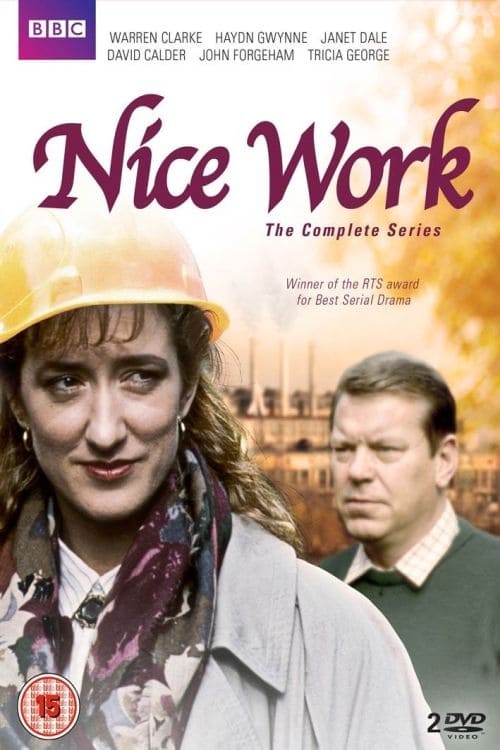 BBC
WARREN CLARKE HAYDN GWYNNE JANET DALE
DAVID CALDER JOHN FORGEHAM TRICIA GEORGE
Nice Work
The Complete Series
Winner of the RTS award
for Best Serial Drama
15
2 DVD
VIDEO